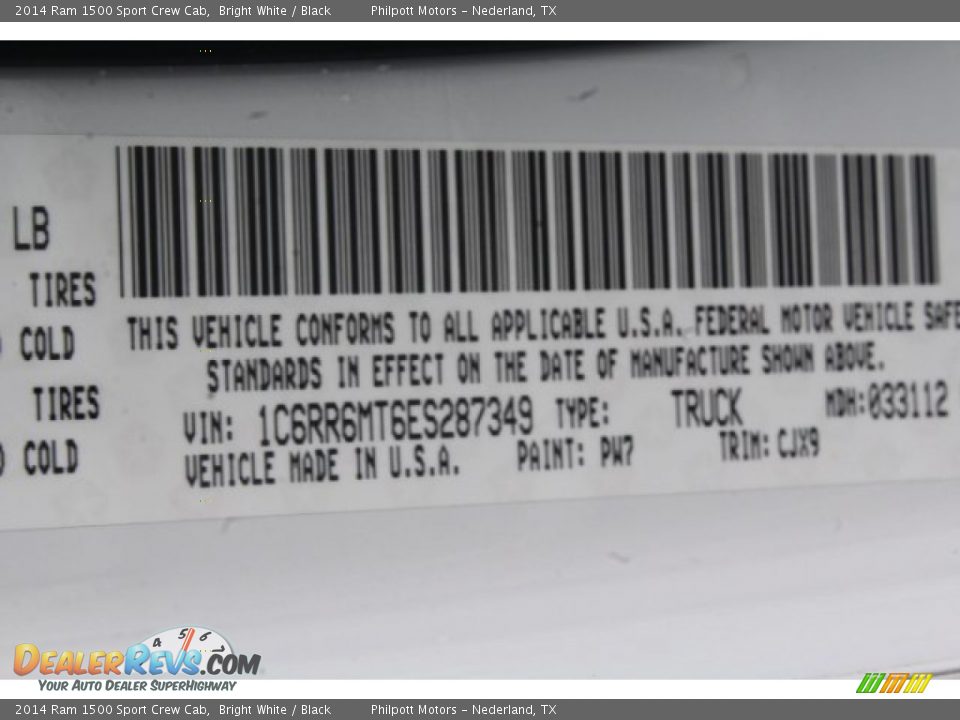 2014 Ram 1500 Sport Crew Cab, Bright White / Black Philpott Motors - Nederland, TX
LB
TIRES
COLD
TIRES
COLD
THIS VEHICLE CONFORMS TO ALL APPLICABLE U.S.A. FEDERAL MOTOR VEHICLE SAFE
STANDARDS IN EFFECT ON THE DATE OF MANUFACTURE SHOWN ABOVE.
VIN: 1C6RR6MT6ES287349 TYPE: TRUCK MDH:033112
VEHICLE MADE IN U.S.A. PAINT: PW7 TRIM: CJX9
4 5 6
DEALERREVS.COM
YOUR AUTO DEALER SUPERHIGHWAY
2014 Ram 1500 Sport Crew Cab, Bright White / Black Philpott Motors - Nederland, TX